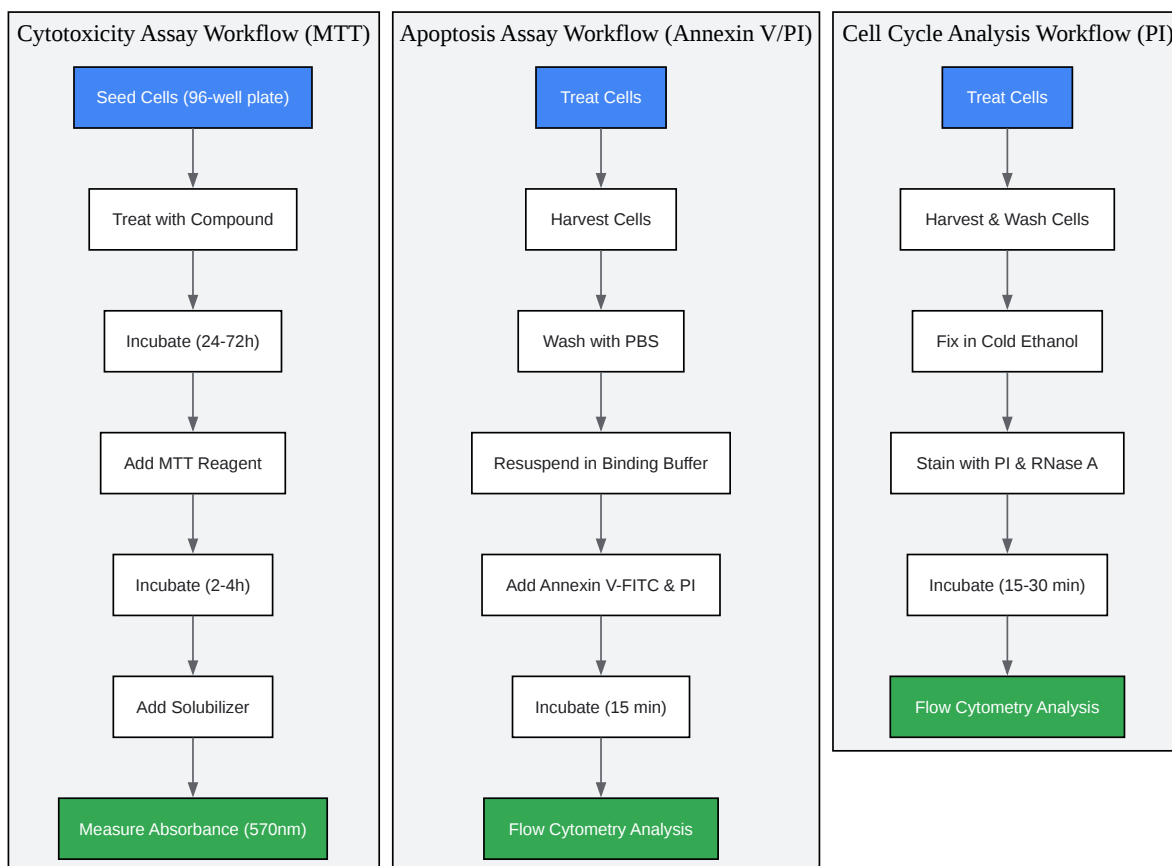 Cytotoxicity Assay Workflow (MTT)
Seed Cells (96-well plate)
Treat with Compound
Incubate (24-72h)
Add MTT Reagent
Incubate (2-4h)
Add Solubilizer
Measure Absorbance (570nm)
Apoptosis Assay Workflow (Annexin V/PI)
Treat Cells
Harvest Cells
Wash with PBS
Resuspend in Binding Buffer
Add Annexin V-FITC & PI
Incubate (15 min)
Flow Cytometry Analysis
Cell Cycle Analysis Workflow (PI)
Treat Cells
Harvest & Wash Cells
Fix in Cold Ethanol
Stain with PI & RNase A
Incubate (15-30 min)
Flow Cytometry Analysis